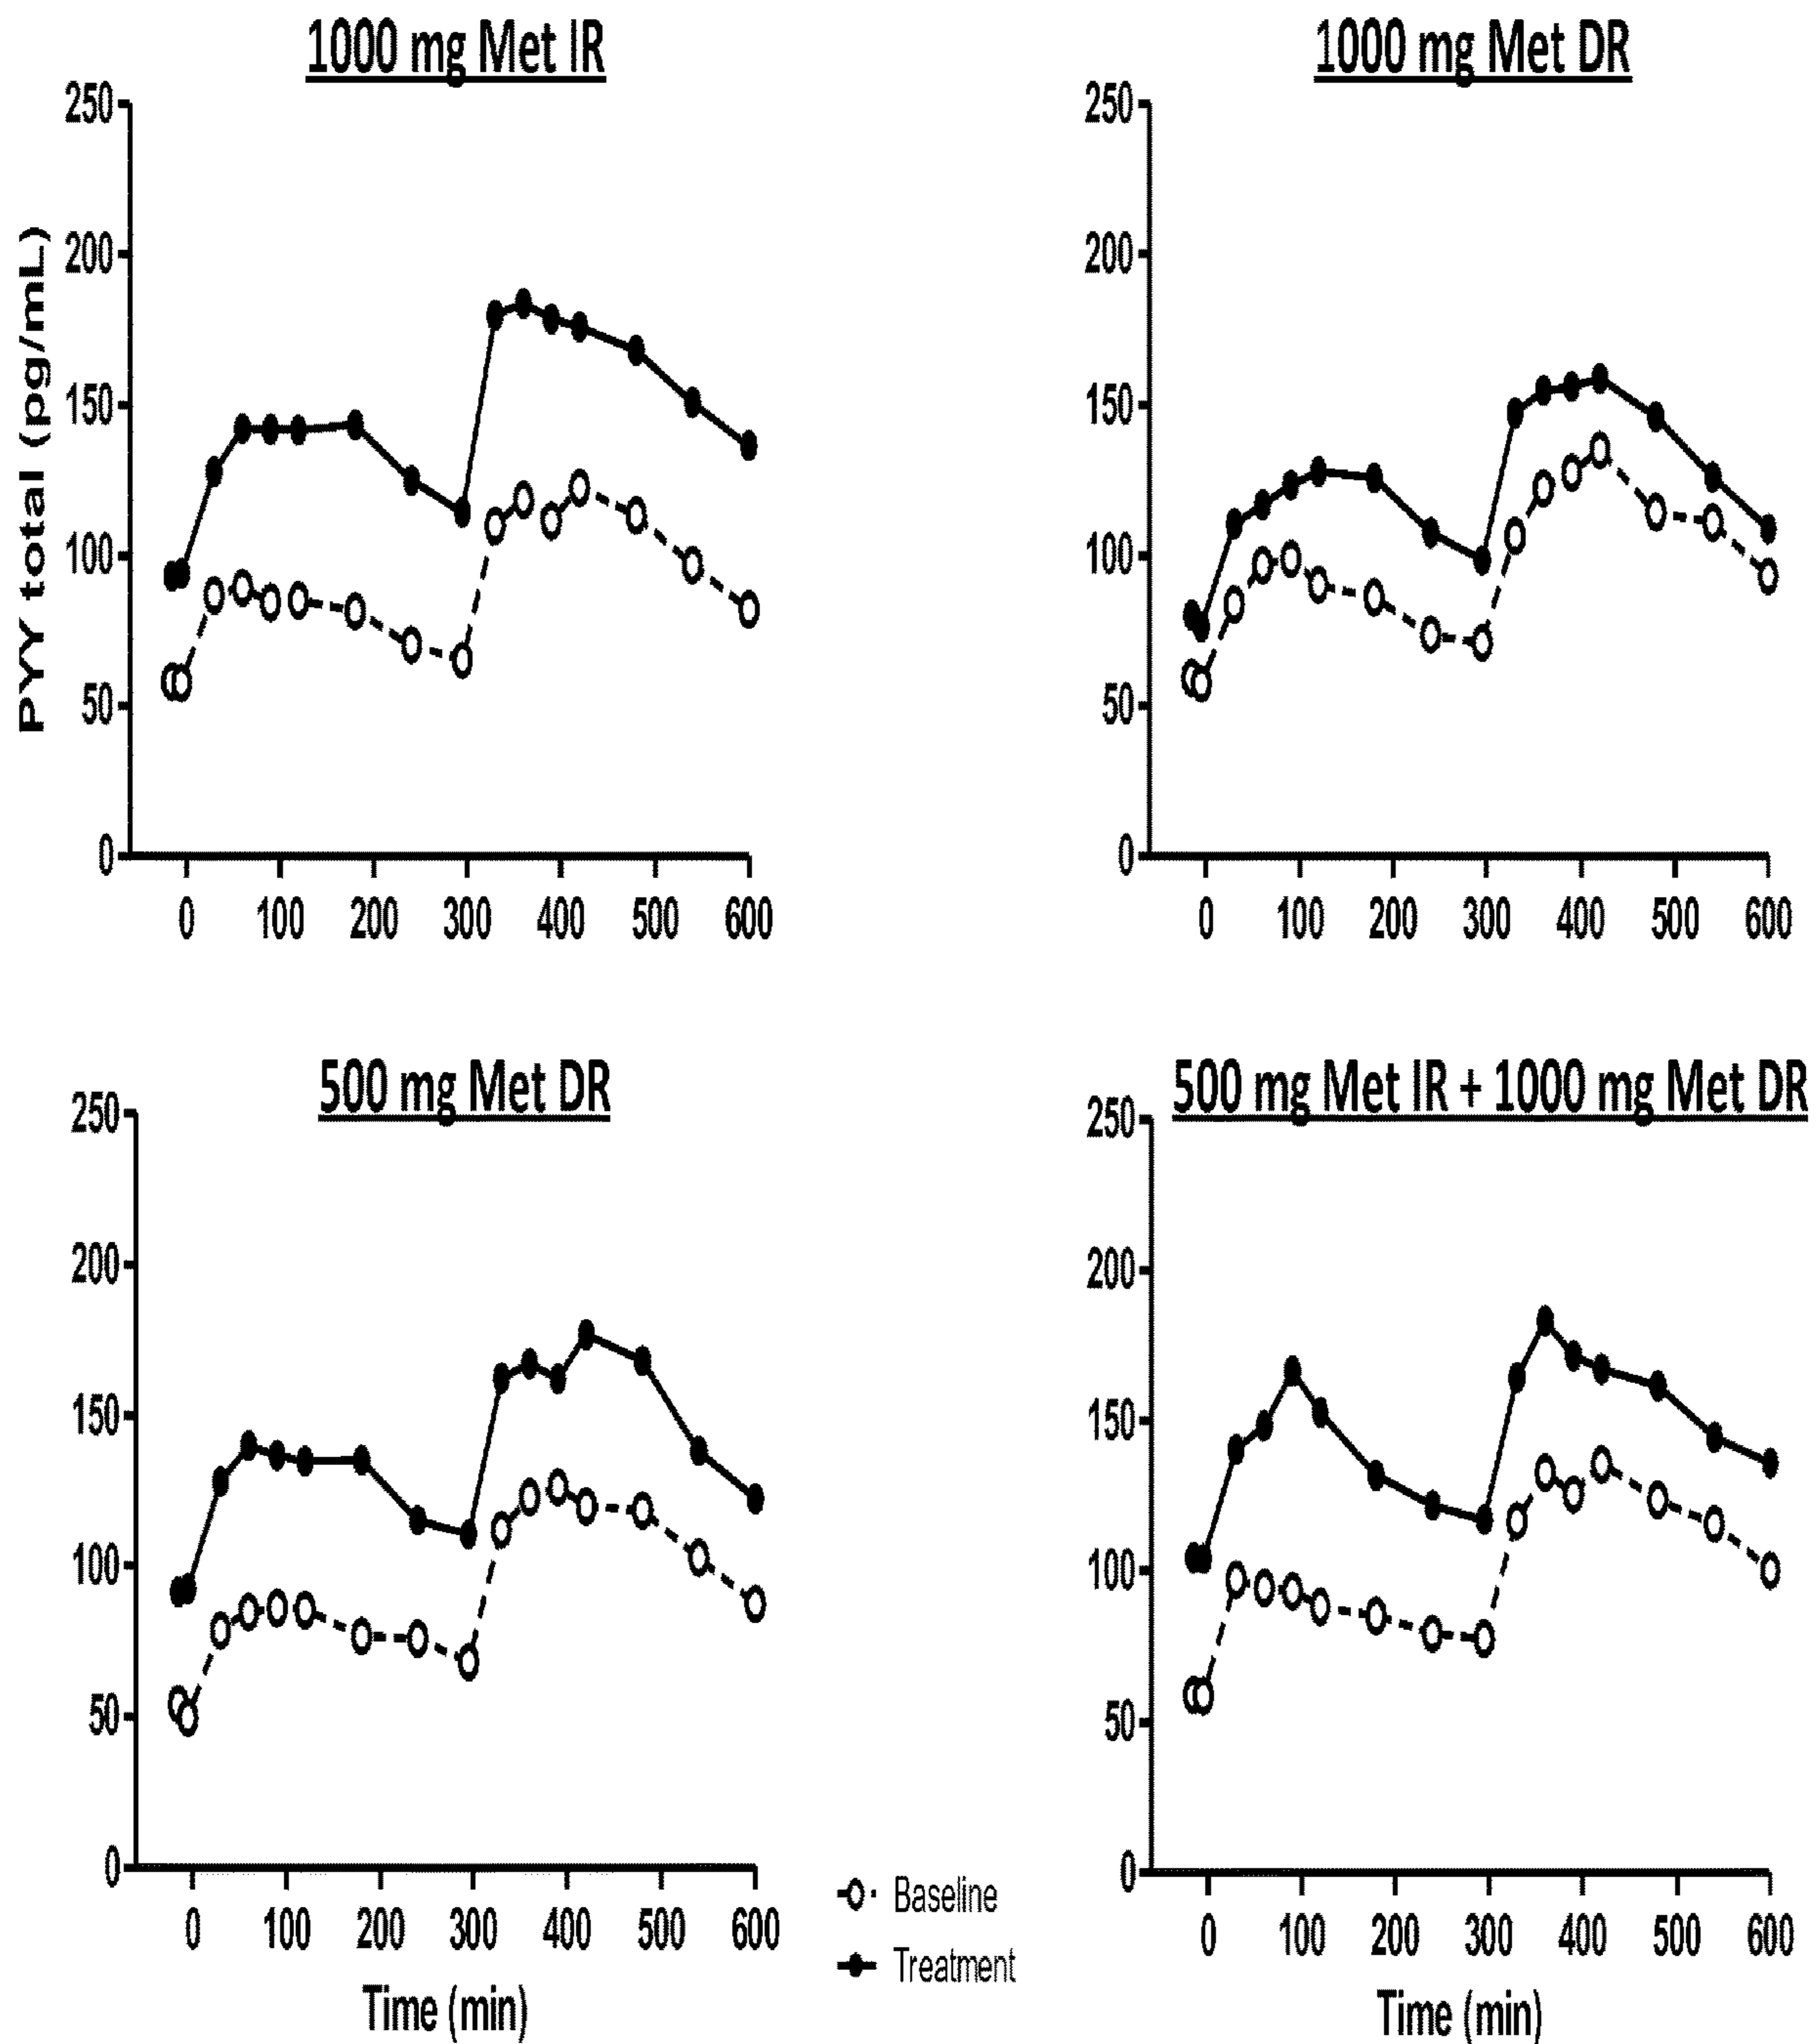 1000 mg Met IR
PYY total (pg/mL)
250
200
150
100
50
0
0 100 200 300 400 500 600
1000 mg Met DR
250
200
150
100
50
0
0 100 200 300 400 500 600
500 mg Met DR
250
200
150
100
50
0
0 100 200 300 400 500 600
Time (min)
Baseline
Treatment
500 mg Met IR + 1000 mg Met DR
250
200
150
100
50
0
0 100 200 300 400 500 600
Time (min)